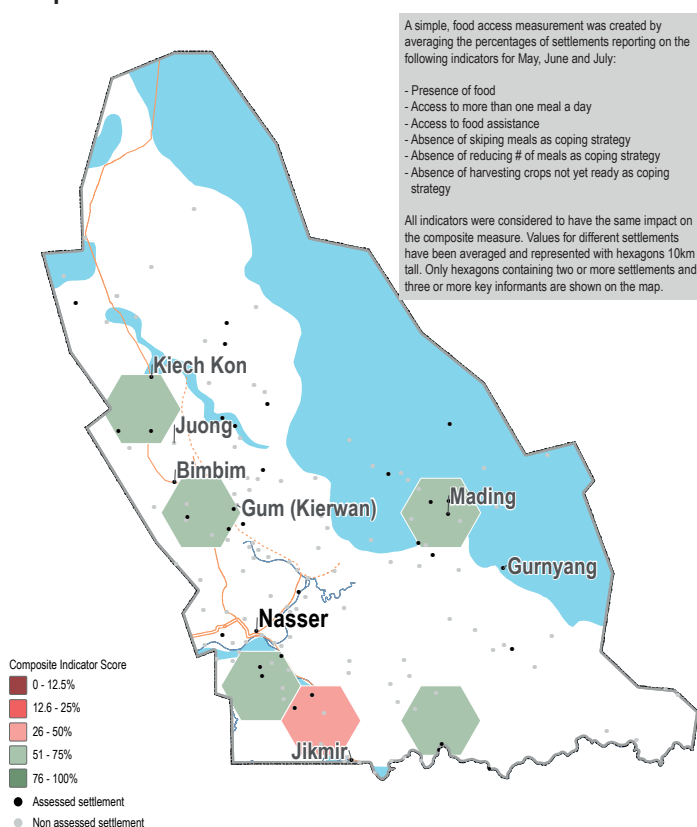 A simple, food access measurement was created by
averaging the percentages of settlements reporting on the
following indicators for May, June and July:
- Presence of food
- Access to more than one meal a day
- Access to food assistance
- Absence of skiping meals as coping strategy
- Absence of reducing # of meals as coping strategy
- Absence of harvesting crops not yet ready as coping
strategy
All indicators were considered to have the same impact on
the composite measure. Values for different settlements
have been averaged and represented with hexagons 10km
tall. Only hexagons containing two or more settlements and
three or more key informants are shown on the map.
Kiech Kon
Juong
Bimbim
Gum (Kierwan)
Mading
Gurnyang
Nasser
Jikmir
Composite Indicator Score
0 - 12.5%
12.6 - 25%
26 - 50%
51 - 75%
76 - 100%
Assessed settlement
Non assessed settlement